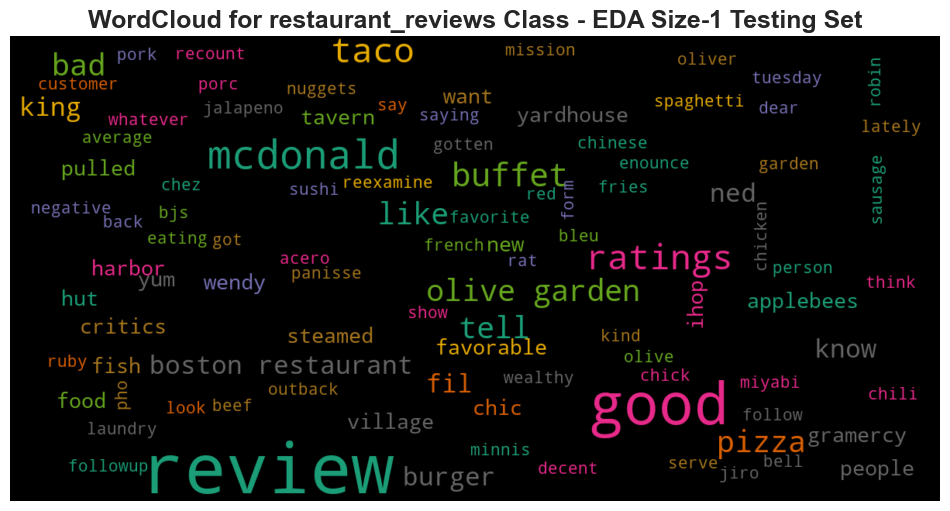 WordCloud for restaurant_reviews Class - EDA Size-1 Testing Set
bad pork recount taco mission oliver tuesday robin
customer porc nuggets want spaghetti dear
king whatever jalapeno tavern say saying yardhouse lately
average mcdonald gotten chinese enounce garden
pulled chez sushi reexamine buffet red form fries ned sausage
negative back bjs like favorite chicken
eating got french new bleu
harbor yum wendy acero panisse rat ratings person think
hut olive garden ihop applebees
critics steamed show tell kind know
ruby fish boston restaurant favorable olive
pho outback fil wealthy chick miyabi chili
food look beef chic good follow
laundry village minnis pizza gramercy
followup review burger decent serve jiro bell people